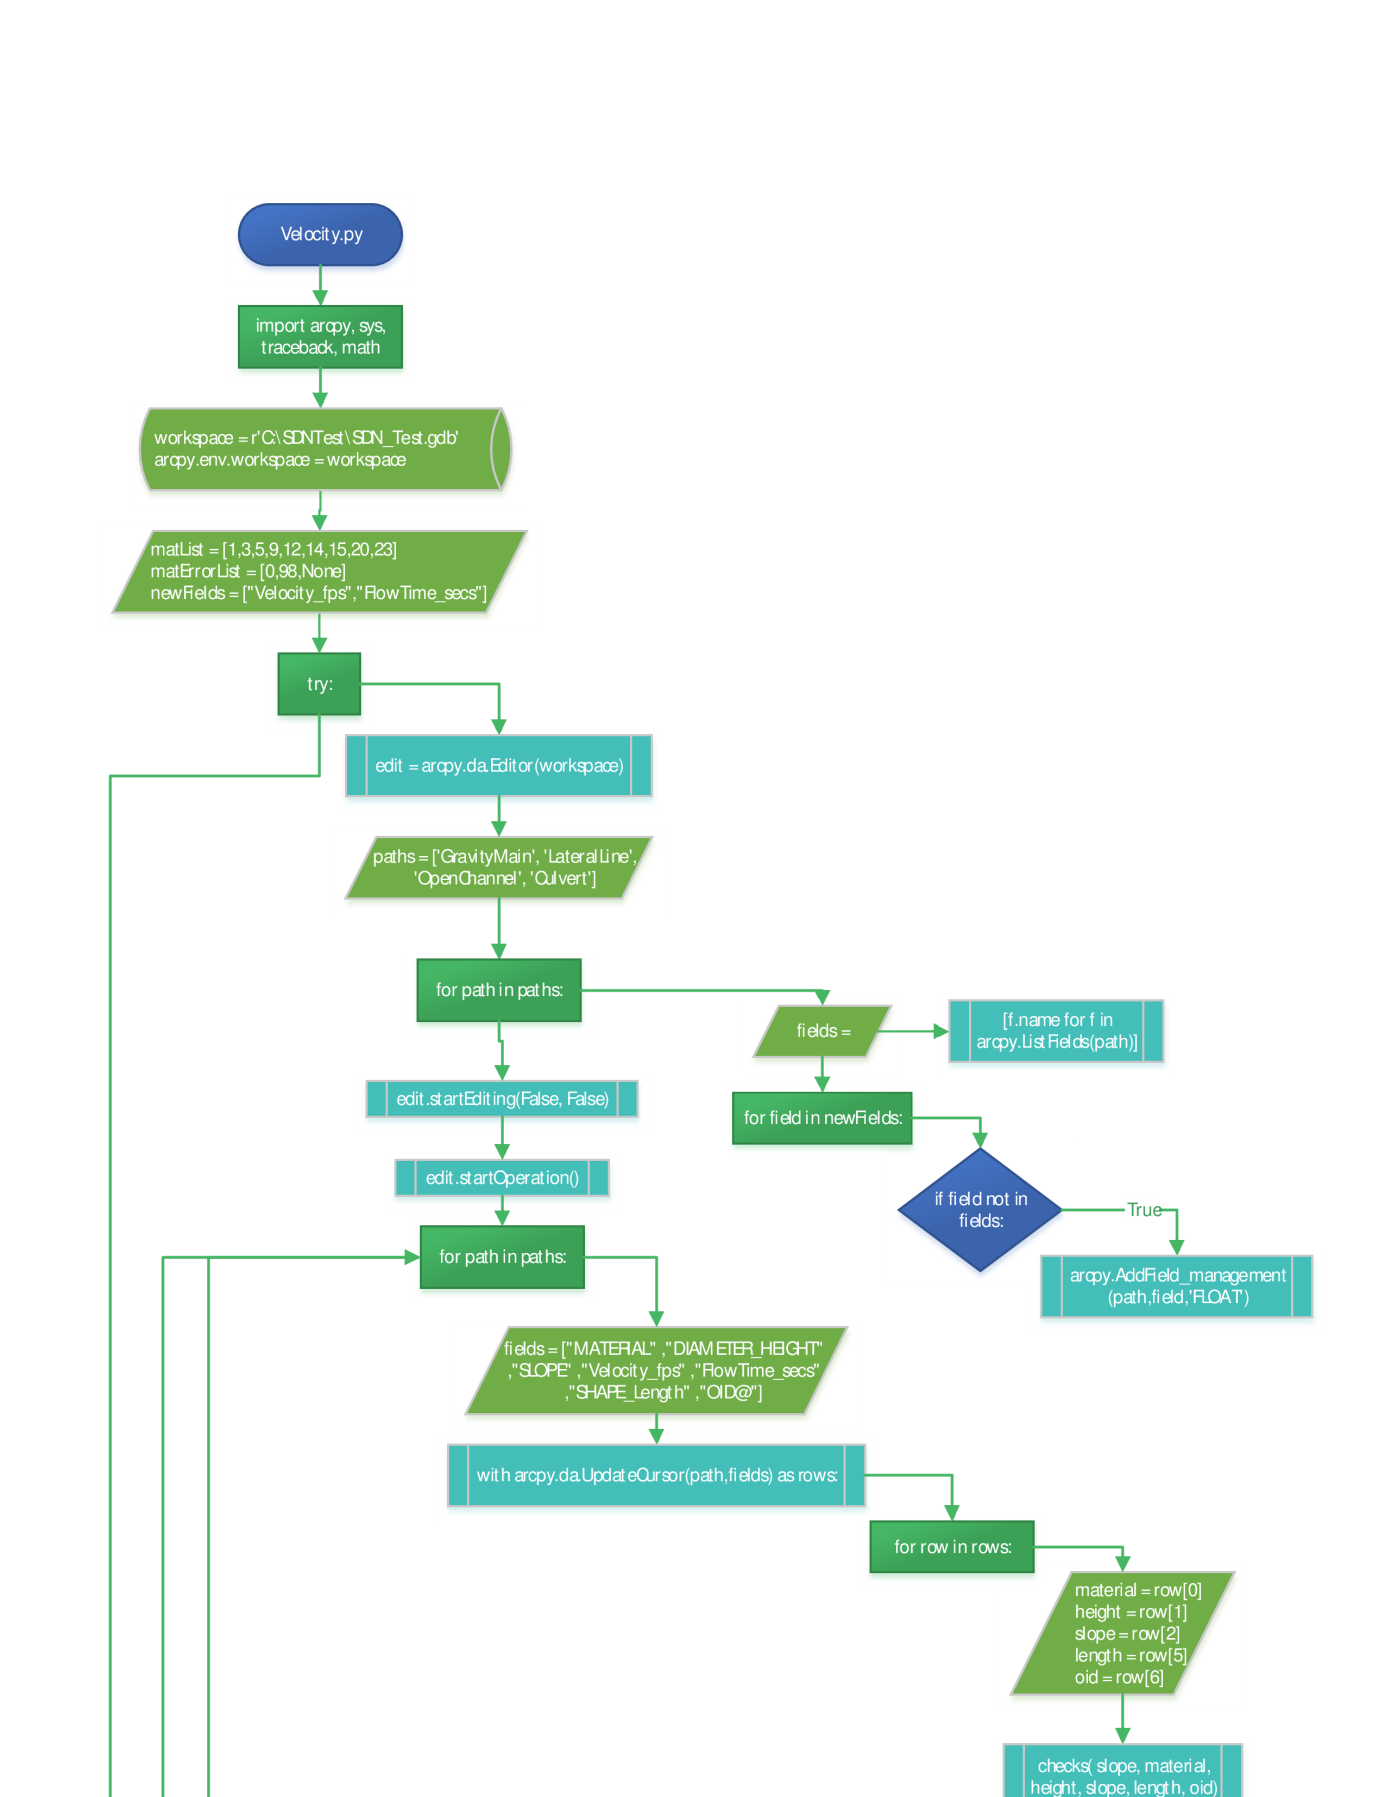 Velocity.py
import arcpy, sys,
traceback, math
workspace = r'C:\SDNTest\SDN_Test.gdb'
arcpy.env.workspace = workspace
matList = [1,3,5,9,12,14,15,20,23]
matErrorList = [0,98,None]
newFields = ["Velocity_fps","FlowTime_secs"]
try:
edit = arcpy.da.Editor(workspace)
paths = ['GravityMain', 'LateralLine',
'OpenChannel', 'Culvert']
for path in paths:
fields =
[f.name for f in
arcpy.ListFields(path)]
for field in newFields:
if field not in
fields:
True
arcpy.AddField_management
(path,field,'FLOAT')
edit.startEditing(False, False)
edit.startOperation()
for path in paths:
fields = ["MATERIAL" ,"DIAMETER_HEIGHT"
,"SLOPE" ,"Velocity_fps" ,"FlowTime_secs"
,"SHAPE_Length" ,"OID@"]
with arcpy.da.UpdateCursor(path,fields) as rows:
for row in rows:
material = row[0]
height = row[1]
slope = row[2]
length = row[5]
oid = row[6]
checks( slope, material,
height, slope, length, oid)